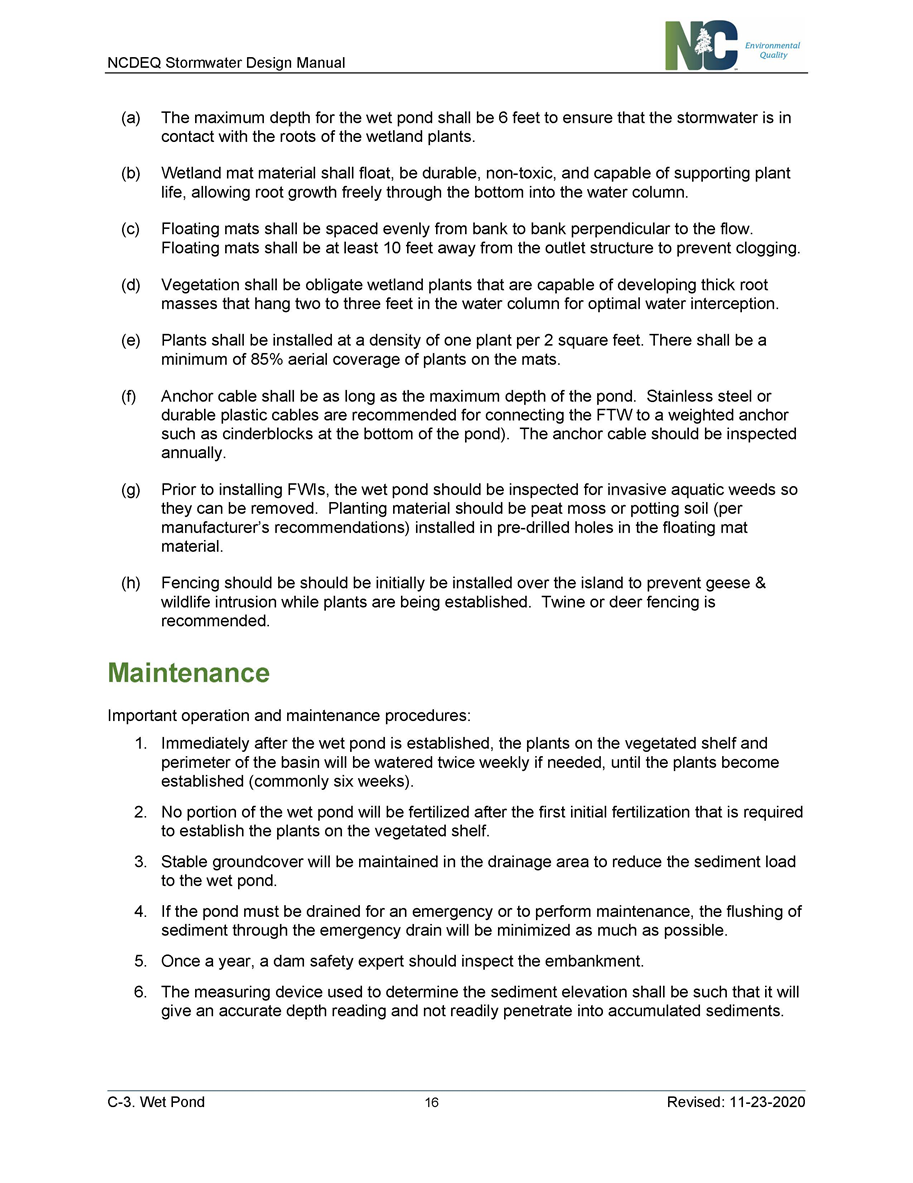 NCDEQ Stormwater Design Manual
NC Environmental
Quality
(a) The maximum depth for the wet pond shall be 6 feet to ensure that the stormwater is in
contact with the roots of the wetland plants.
(b) Wetland mat material shall float, be durable, non-toxic, and capable of supporting plant
life, allowing root growth freely through the bottom into the water column.
(c) Floating mats shall be spaced evenly from bank to bank perpendicular to the flow.
Floating mats shall be at least 10 feet away from the outlet structure to prevent clogging.
(d) Vegetation shall be obligate wetland plants that are capable of developing thick root
masses that hang two to three feet in the water column for optimal water interception.
(e) Plants shall be installed at a density of one plant per 2 square feet. There shall be a
minimum of 85% aerial coverage of plants on the mats.
(f) Anchor cable shall be as long as the maximum depth of the pond. Stainless steel or
durable plastic cables are recommended for connecting the FTW to a weighted anchor
such as cinderblocks at the bottom of the pond). The anchor cable should be inspected
annually.
(g) Prior to installing FWIs, the wet pond should be inspected for invasive aquatic weeds so
they can be removed. Planting material should be peat moss or potting soil (per
manufacturer's recommendations) installed in pre-drilled holes in the floating mat
material.
(h) Fencing should be should be initially be installed over the island to prevent geese &
wildlife intrusion while plants are being established. Twine or deer fencing is
recommended.
Maintenance
Important operation and maintenance procedures:
1. Immediately after the wet pond is established, the plants on the vegetated shelf and
perimeter of the basin will be watered twice weekly if needed, until the plants become
established (commonly six weeks).
2. No portion of the wet pond will be fertilized after the first initial fertilization that is required
to establish the plants on the vegetated shelf.
3. Stable groundcover will be maintained in the drainage area to reduce the sediment load
to the wet pond.
4. If the pond must be drained for an emergency or to perform maintenance, the flushing of
sediment through the emergency drain will be minimized as much as possible.
5. Once a year, a dam safety expert should inspect the embankment.
6. The measuring device used to determine the sediment elevation shall be such that it will
give an accurate depth reading and not readily penetrate into accumulated sediments.
C-3. Wet Pond 16 Revised: 11-23-2020